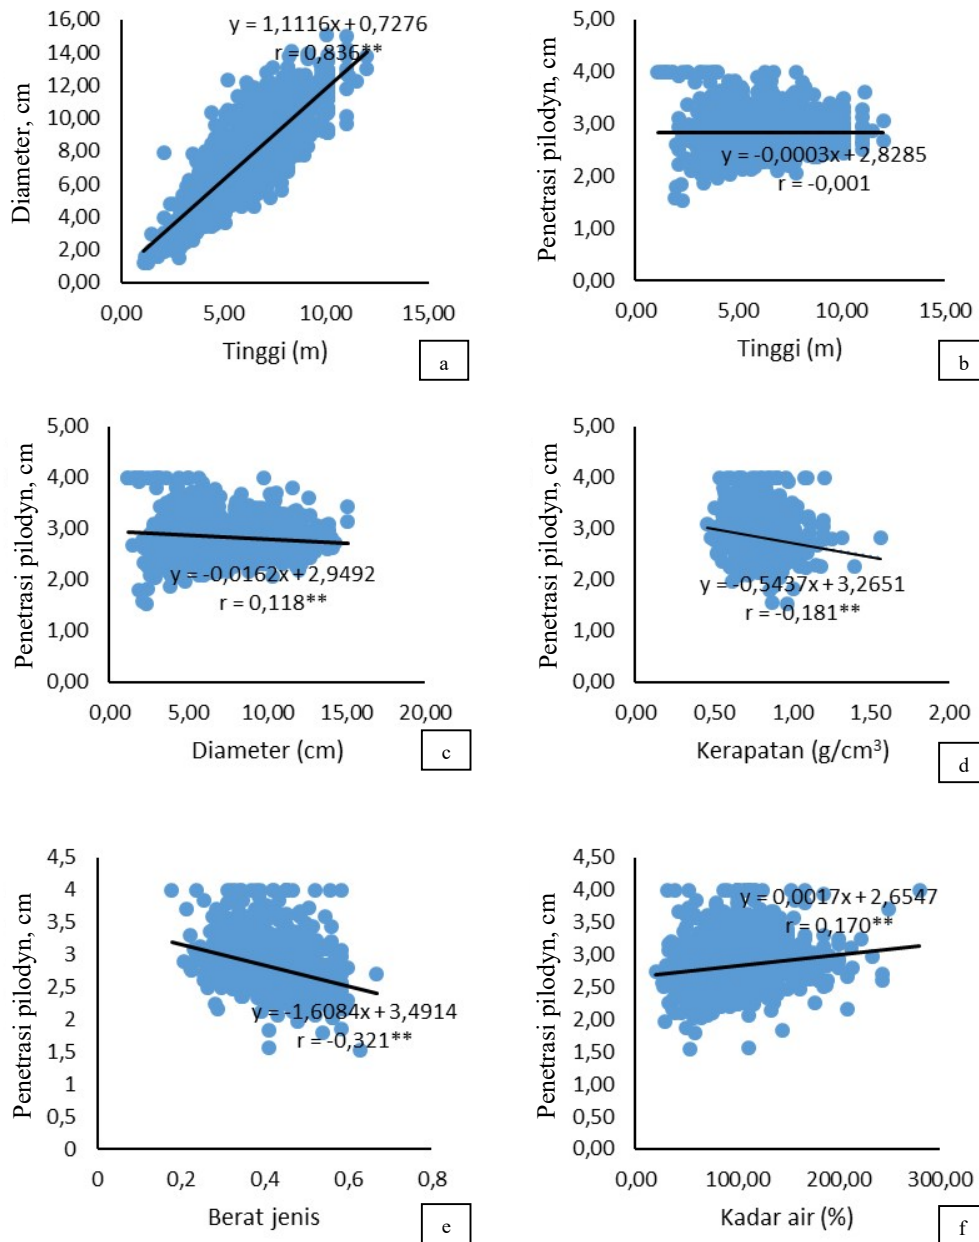 16,00
14,00
12,00
10,00
8,00
6,00
4,00
2,00
0,00
Diameter, cm
y = 1,1116x + 0,7276
r = 0,836**
0,00 5,00 10,00 15,00
Tinggi (m)
a
5,00
4,00
3,00
2,00
1,00
0,00
Penetrasi pilodyn, cm
y = -0,0003x + 2,8285
r = -0,001
0,00 5,00 10,00 15,00
Tinggi (m)
b
5,00
4,00
3,00
2,00
1,00
0,00
Penetrasi pilodyn, cm
y = -0,0162x + 2,9492
r = 0,118**
0,00 5,00 10,00 15,00 20,00
Diameter (cm)
c
5,00
4,00
3,00
2,00
1,00
0,00
Penetrasi pilodyn, cm
y = -0,5437x + 3,2651
r = -0,181**
0,00 0,50 1,00 1,50 2,00
Kerapatan (g/cm³)
d
4,5
4
3,5
3
2,5
2
1,5
1
0,5
0
Penetrasi pilodyn, cm
y = -1,6084x + 3,4914
r = -0,321**
0 0,2 0,4 0,6 0,8
Berat jenis
e
4,50
4,00
3,50
3,00
2,50
2,00
1,50
1,00
0,50
0,00
Penetrasi pilodyn, cm
y = 0,0017x + 2,6547
r = 0,170**
0,00 100,00 200,00 300,00
Kadar air (%)
f